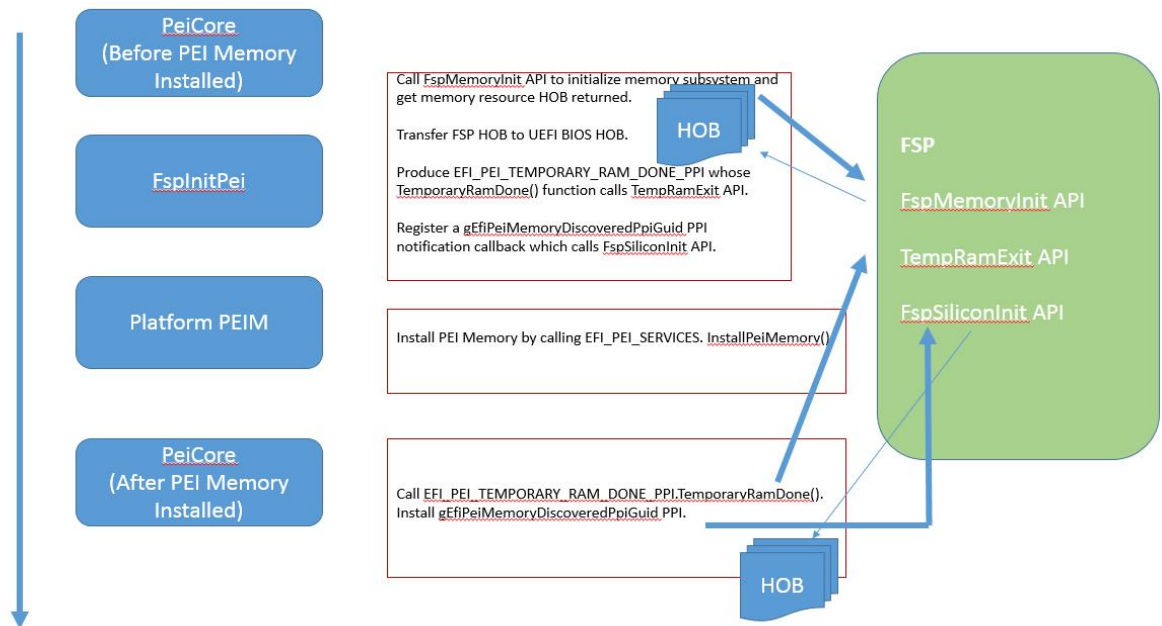 PeiCore
(Before PEI Memory
Installed)
FspInitPei
Platform PEIM
PeiCore
(After PEI Memory
Installed)
Call FspMemoryInit API to initialize memory subsystem and
get memory resource HOB returned.
Transfer FSP HOB to UEFI BIOS HOB.
Produce EFI_PEI_TEMPORARY_RAM_DONE_PPI whose
TemporaryRamDone() function calls TempRamExit API.
Register a gEfiPeiMemoryDiscoveredPpiGuid PPI
notification callback which calls FspSiliconInit API.
HOB
Install PEI Memory by calling EFI_PEI_SERVICES. InstallPeiMemory()
Call EFI_PEI_TEMPORARY_RAM_DONE_PPI.TemporaryRamDone().
Install gEfiPeiMemoryDiscoveredPpiGuid PPI.
HOB
FSP
FspMemoryInit API
TempRamExit API
FspSiliconInit API